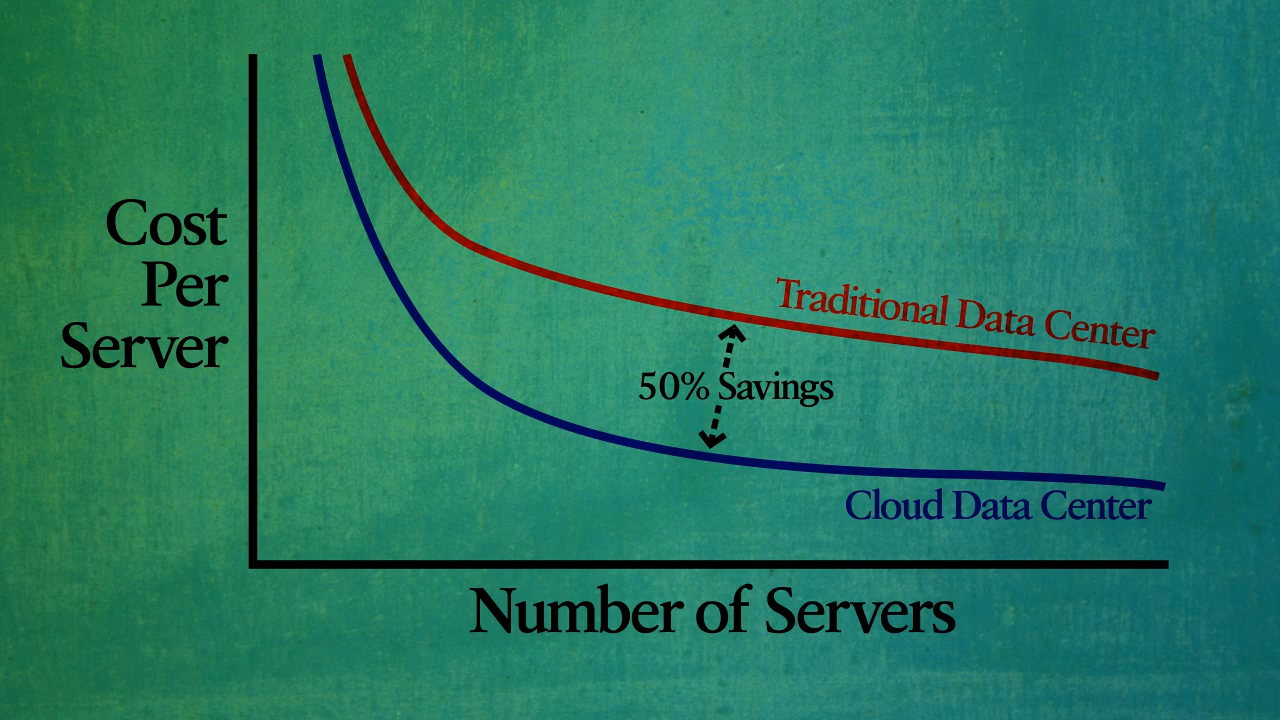 Cost
Per
Server
Traditional Data Center
50% Savings
Cloud Data Center
Number of Servers